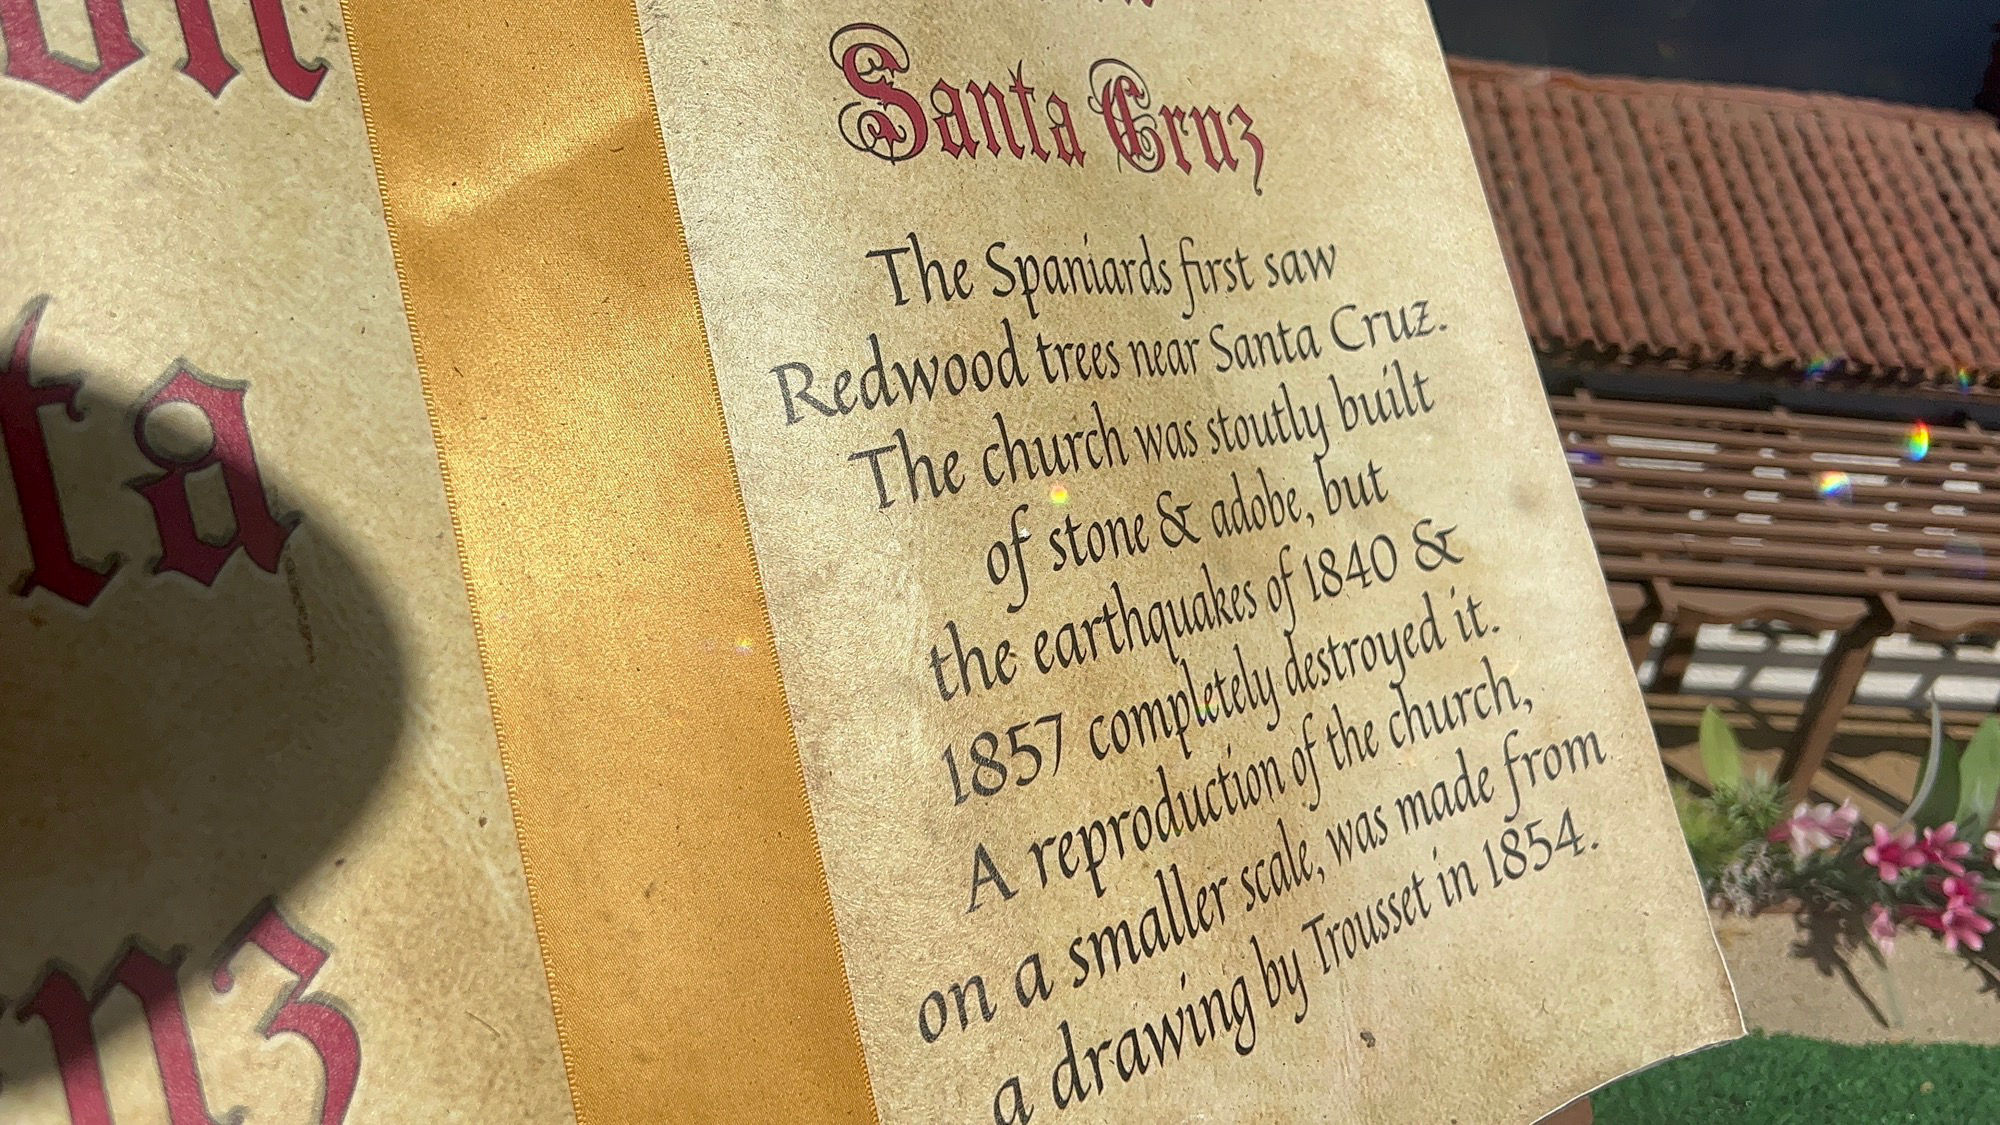 Santa Cruz
The Spaniards first saw
Redwood trees near Santa Cruz.
The church was stoutly built
of stone & adobe, but
the earthquakes of 1840 &
1857 completely destroyed it.
A reproduction of the church,
on a smaller scale, was made from
a drawing by Trousset in 1854.